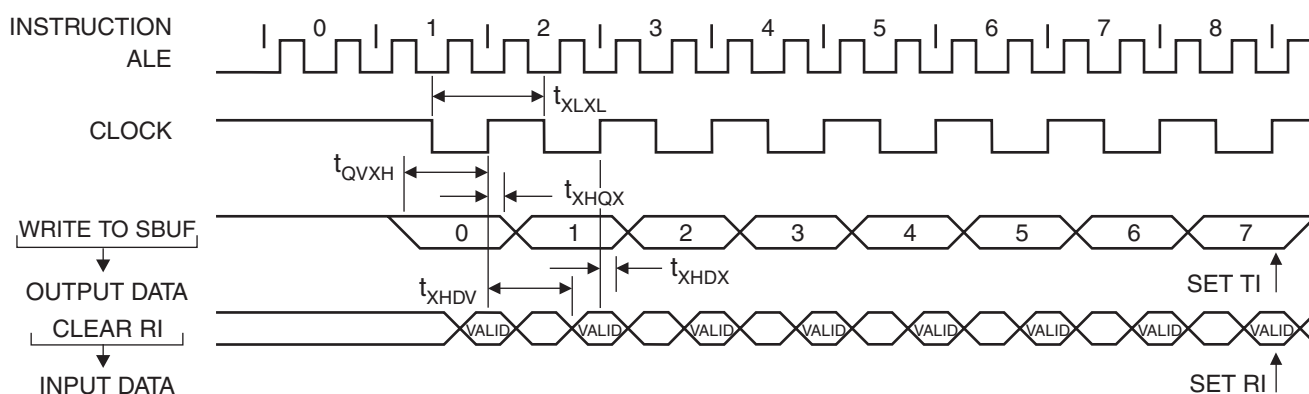 INSTRUCTION 0 1 2 3 4 5 6 7 8
ALE
tXLXL
CLOCK
tQVXH
tXHQX
WRITE TO SBUF 0 1 2 3 4 5 6 7
tXHDX
tXHDV
SET TI
OUTPUT DATA
CLEAR RI VALID VALID VALID VALID VALID VALID VALID VALID
INPUT DATA
SET RI